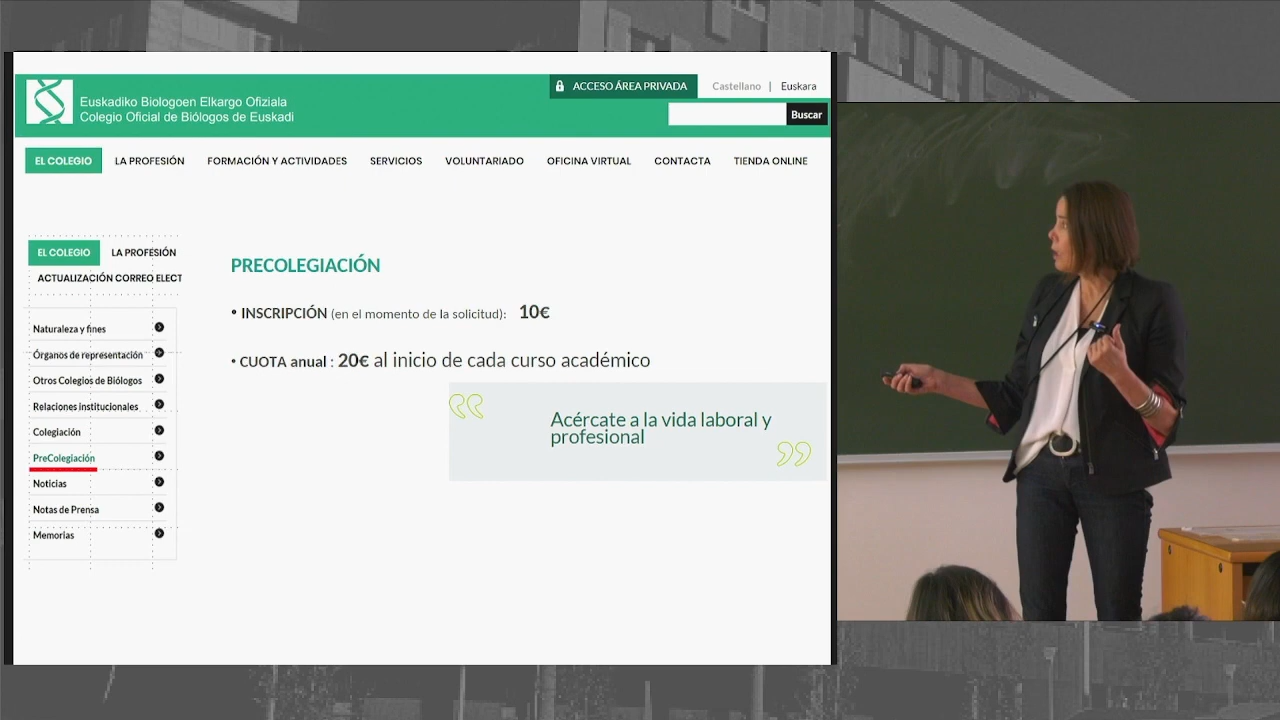 ACCESO ÁREA PRIVADA
Castellano | Euskara
Euskadiko Biologoen Elkargo Ofiziala
Colegio Oficial de Biólogos de Euskadi
Buscar
EL COLEGIO LA PROFESIÓN FORMACIÓN Y ACTIVIDADES SERVICIOS VOLUNTARIADO OFICINA VIRTUAL CONTACTA TIENDA ONLINE
EL COLEGIO LA PROFESIÓN
ACTUALIZACIÓN CORREO ELECT
Naturaleza y fines
Órganos de representación
Otros Colegios de Biólogos
Relaciones institucionales
Colegiación
PreColegiación
Noticias
Notas de Prensa
Memorias
PRECOLEGIACIÓN
• INSCRIPCIÓN (en el momento de la solicitud): 10€
• CUOTA anual : 20€ al inicio de cada curso académico
Acércate a la vida laboral y
profesional